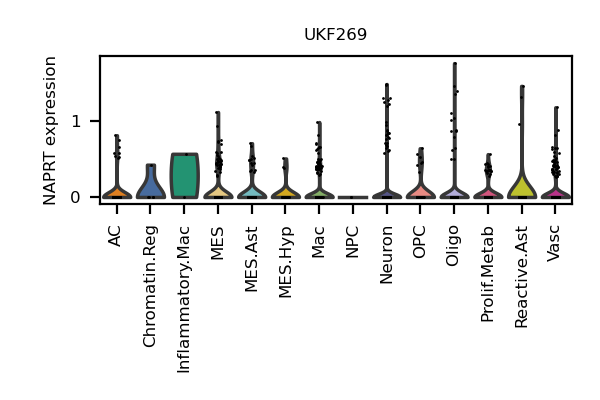 UKF269
NAPRT expression
1
0
AC
Chromatin.Reg
Inflammatory.Mac
MES
MES.Ast
MES.Hyp
Mac
NPC
Neuron
OPC
Oligo
Prolif.Metab
Reactive.Ast
Vasc